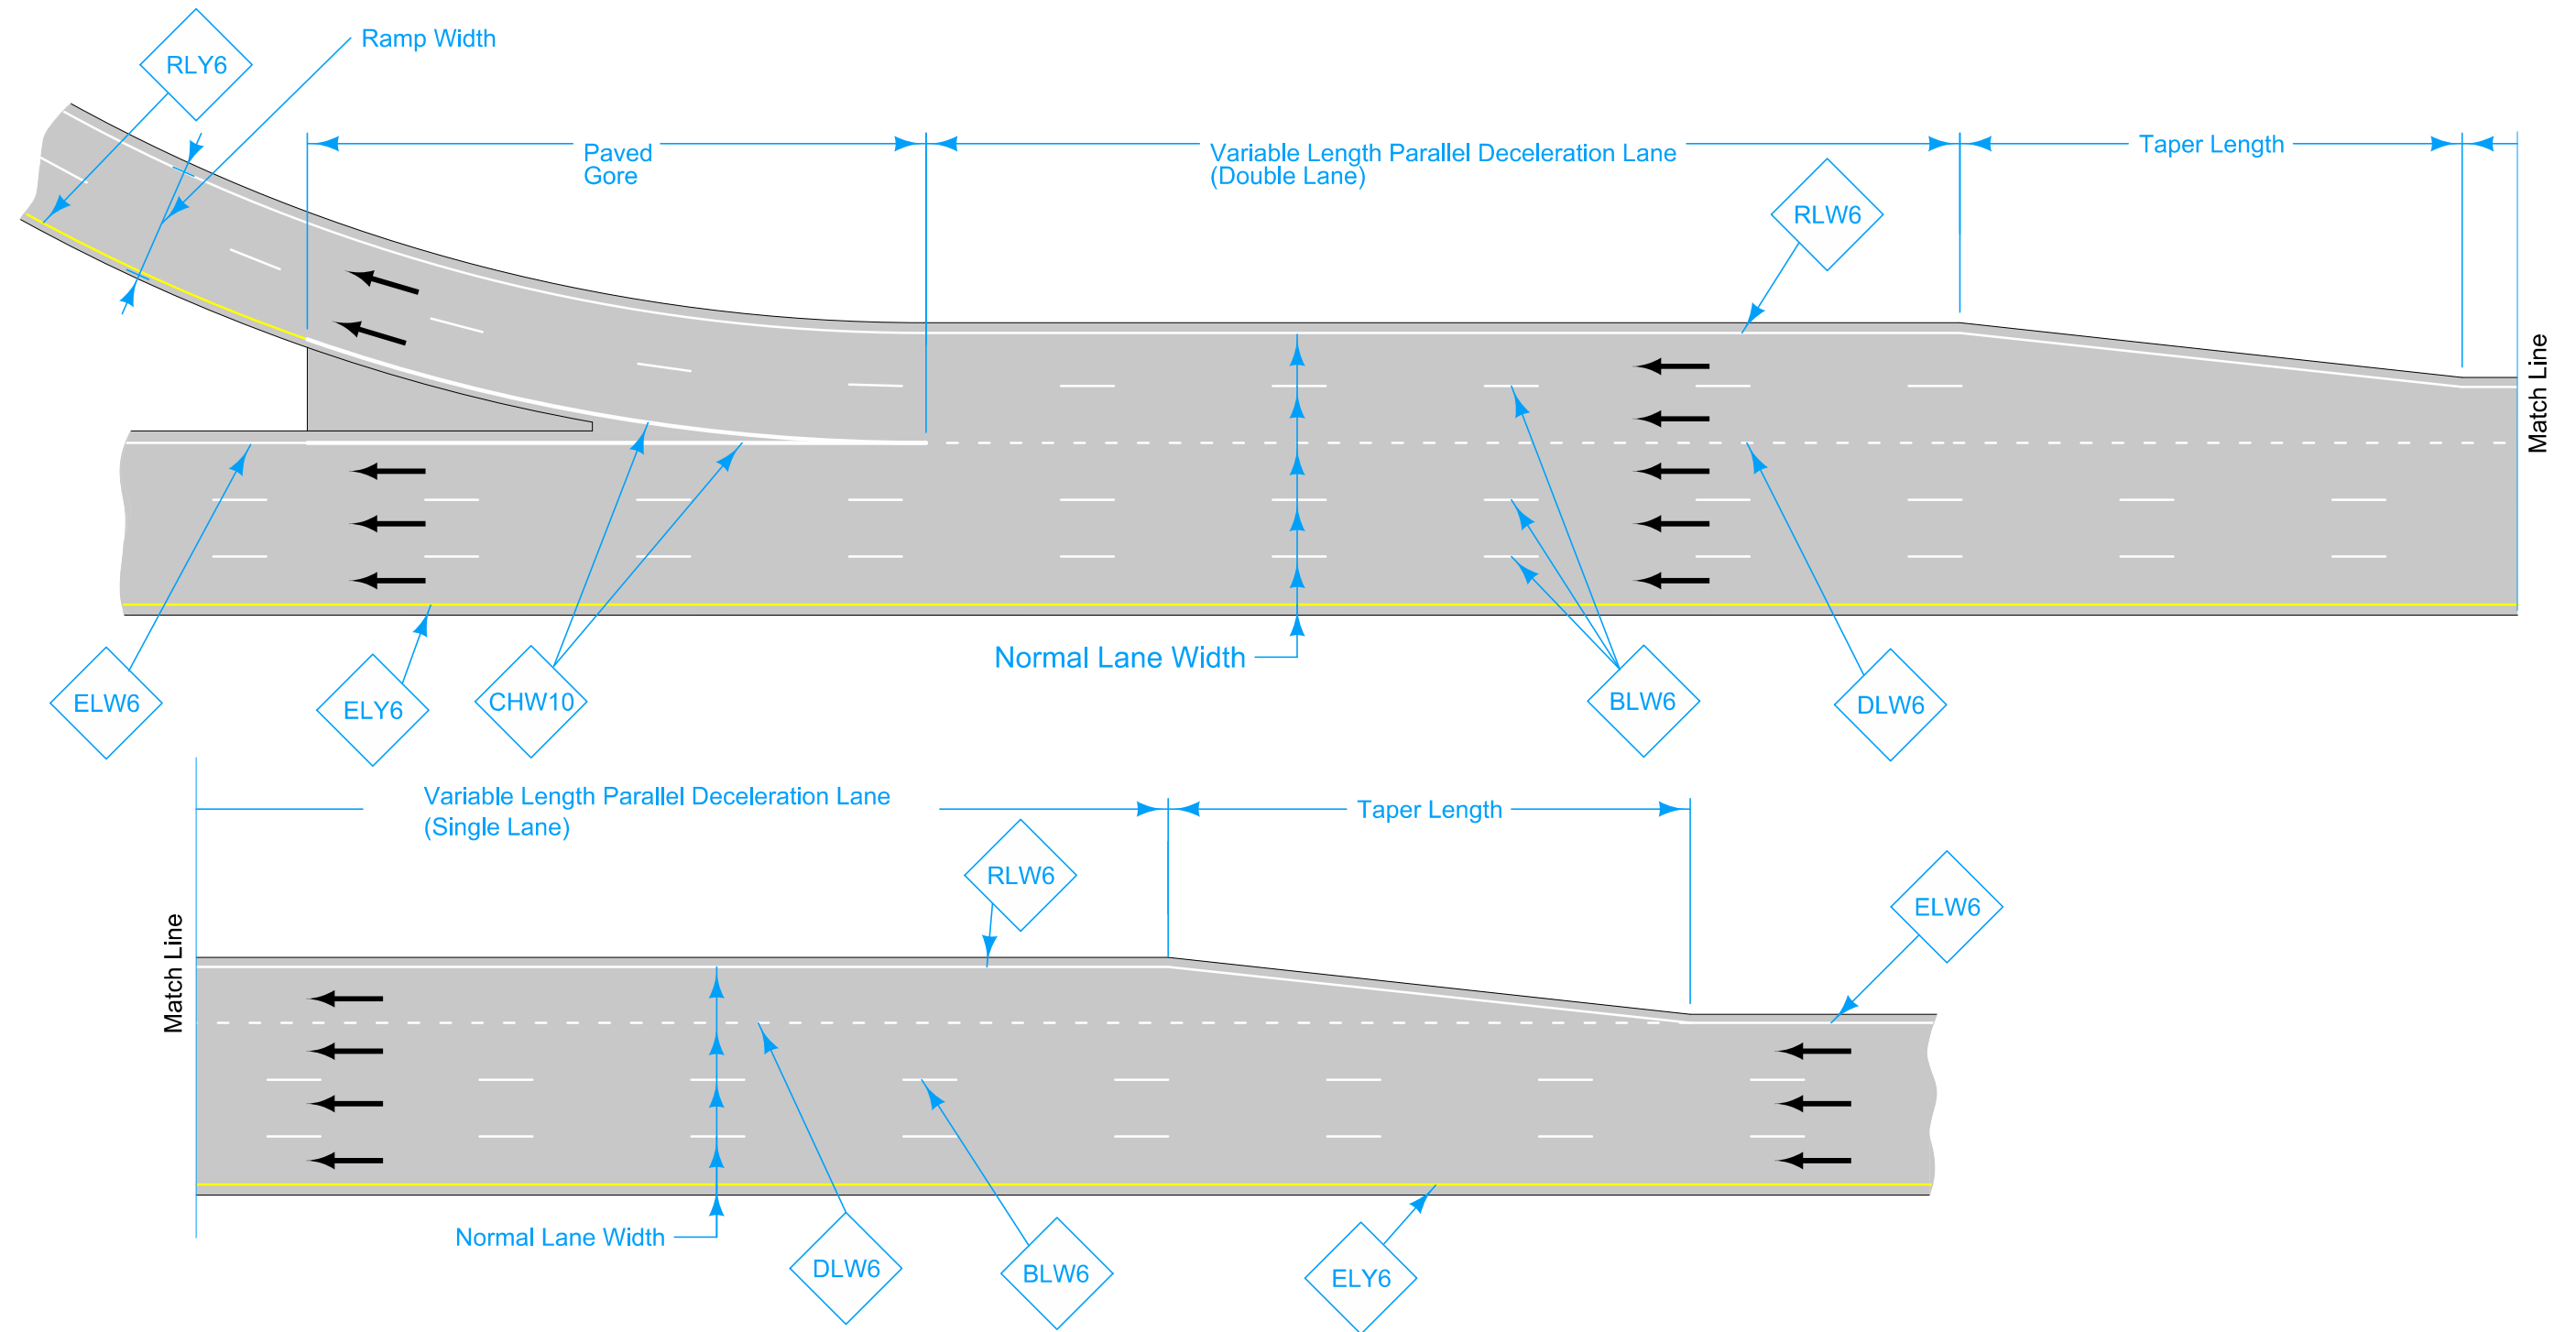 Ramp Width
RLY6
Paved
Gore
Variable Length Parallel Deceleration Lane
(Double Lane)
Taper Length
RLW6
Match Line
Normal Lane Width
ELW6
ELY6
CHW10
BLW6
DLW6
Variable Length Parallel Deceleration Lane
(Single Lane)
Taper Length
RLW6
ELW6
Match Line
Normal Lane Width
DLW6
BLW6
ELY6